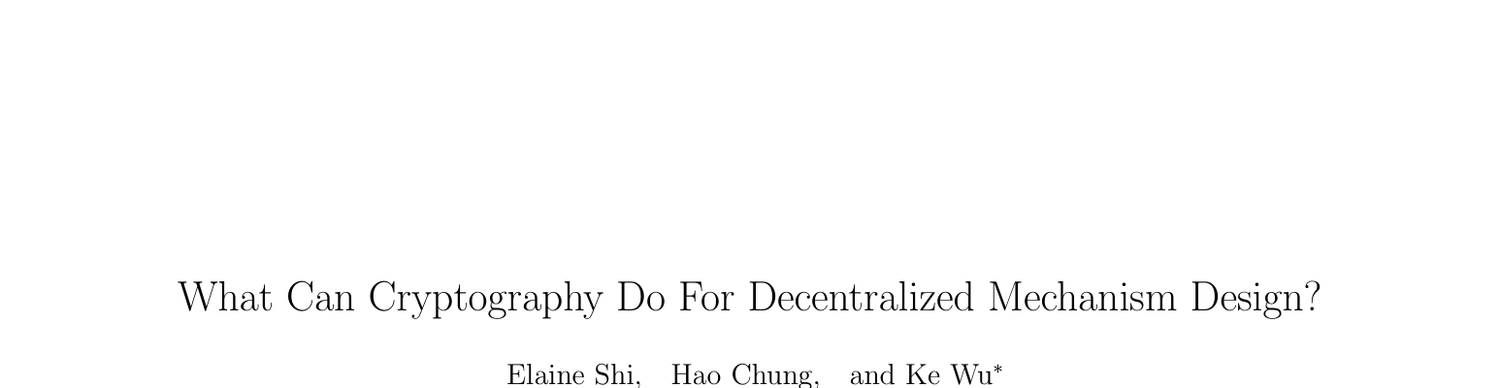 What Can Cryptography Do For Decentralized Mechanism Design?
Elaine Shi, Hao Chung, and Ke Wu*